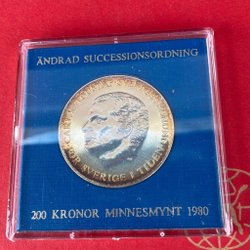 ÄNDRAD SUCCESSIONSORDNING
FÖR SVERIGE I TIDEN
200 KRONOR MINNESMYNT 1980